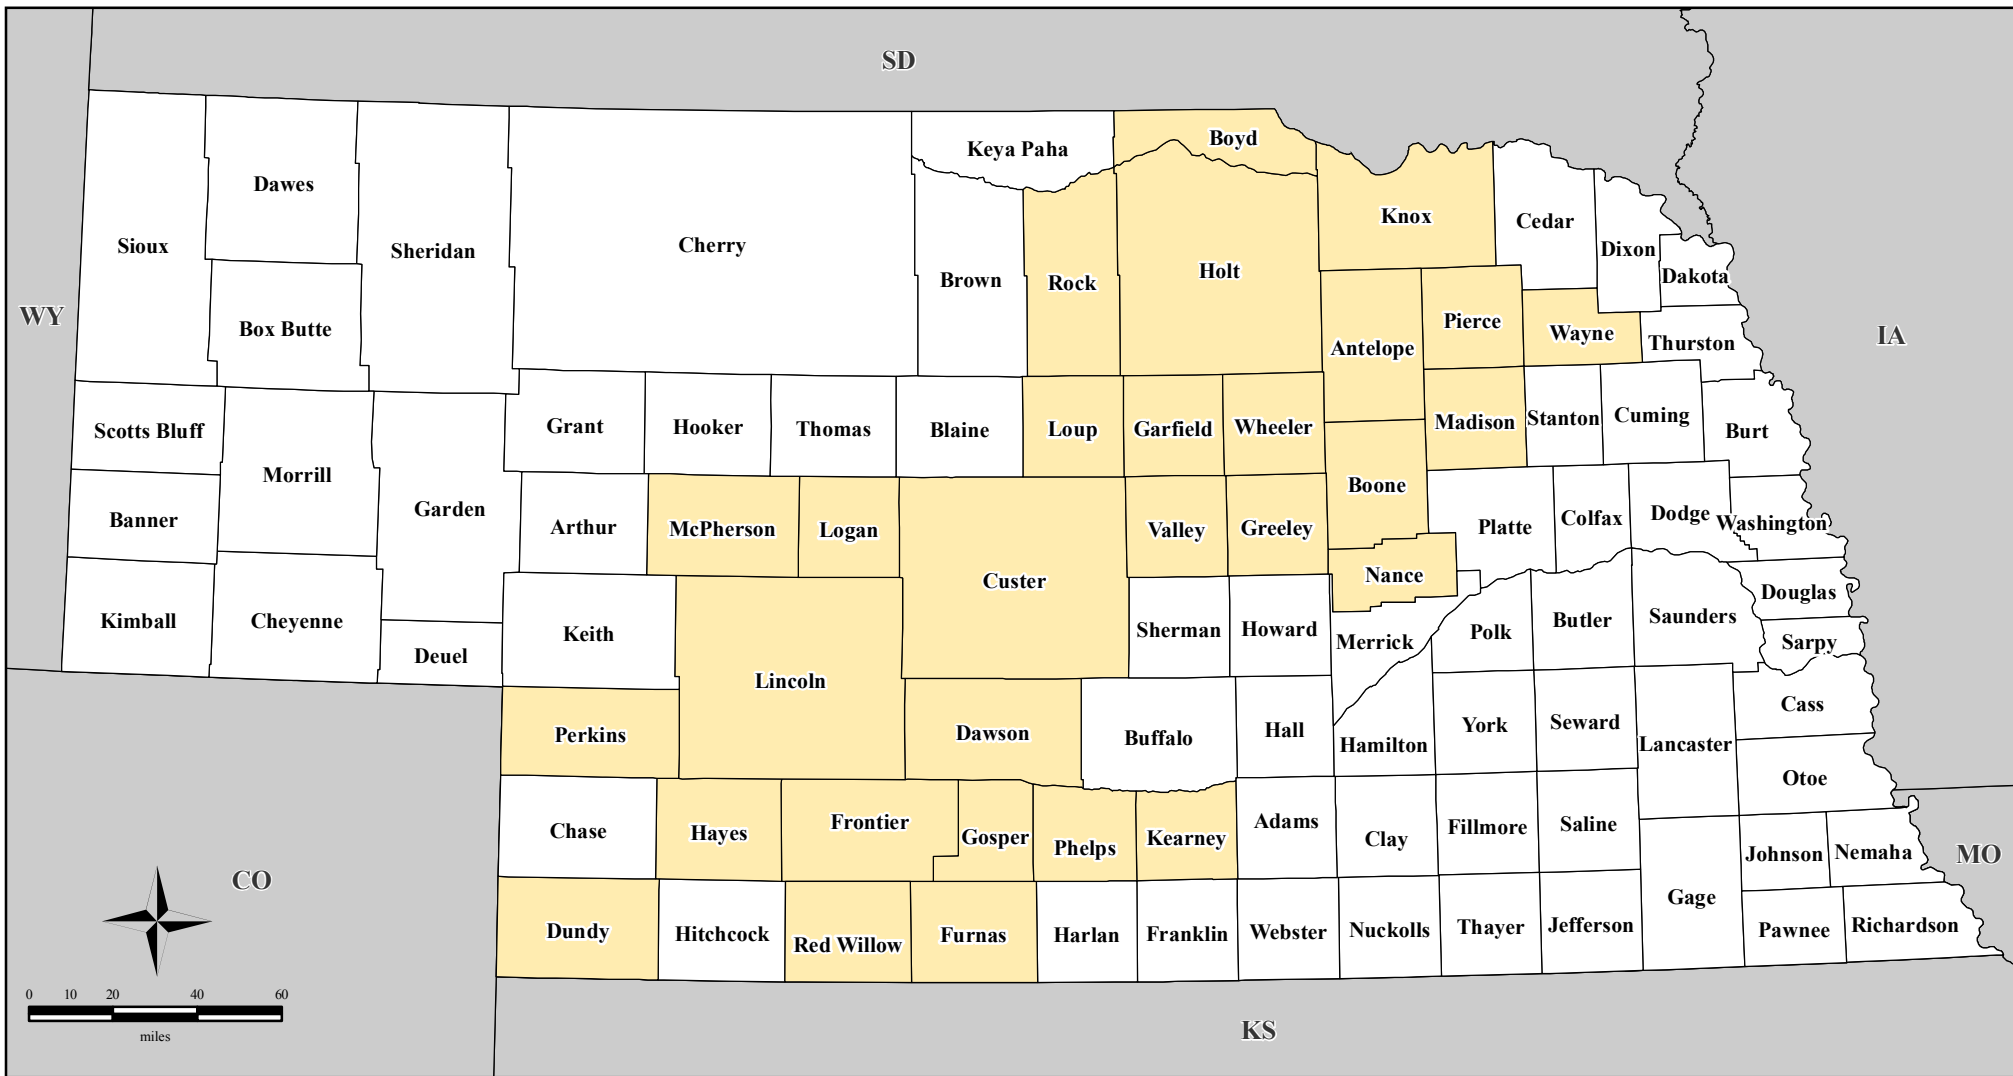 SD
Boyd
Keya Paha
Dawes
Knox
Cedar
Sioux
Cherry
Sheridan
Dixon
Holt
Dakota
Brown
Rock
WY
Box Butte
Pierce
Wayne
IA
Thurston
Antelope
Grant
Hooker
Thomas
Blaine
Loup
Garfield
Wheeler
Madison
Stanton
Cuming
Burt
Scotts Bluff
Morrill
Boone
Garden
Banner
Arthur
McPherson
Logan
Valley
Greeley
Platte
Colfax
Dodge
Washington
Custer
Nance
Douglas
Kimball
Cheyenne
Keith
Sherman
Howard
Merrick
Polk
Butler
Saunders
Sarpy
Deuel
Lincoln
Cass
Perkins
Dawson
Buffalo
Hall
Hamilton
York
Seward
Lancaster
Otoe
Chase
Hayes
Frontier
Gosper
Phelps
Kearney
Adams
Clay
Fillmore
Saline
Johnson
Nemaha
MO
CO
Gage
Dundy
Hitchcock
Red Willow
Furnas
Harlan
Franklin
Webster
Nuckolls
Thayer
Jefferson
Pawnee
Richardson
0 10 20 40 60
miles
KS